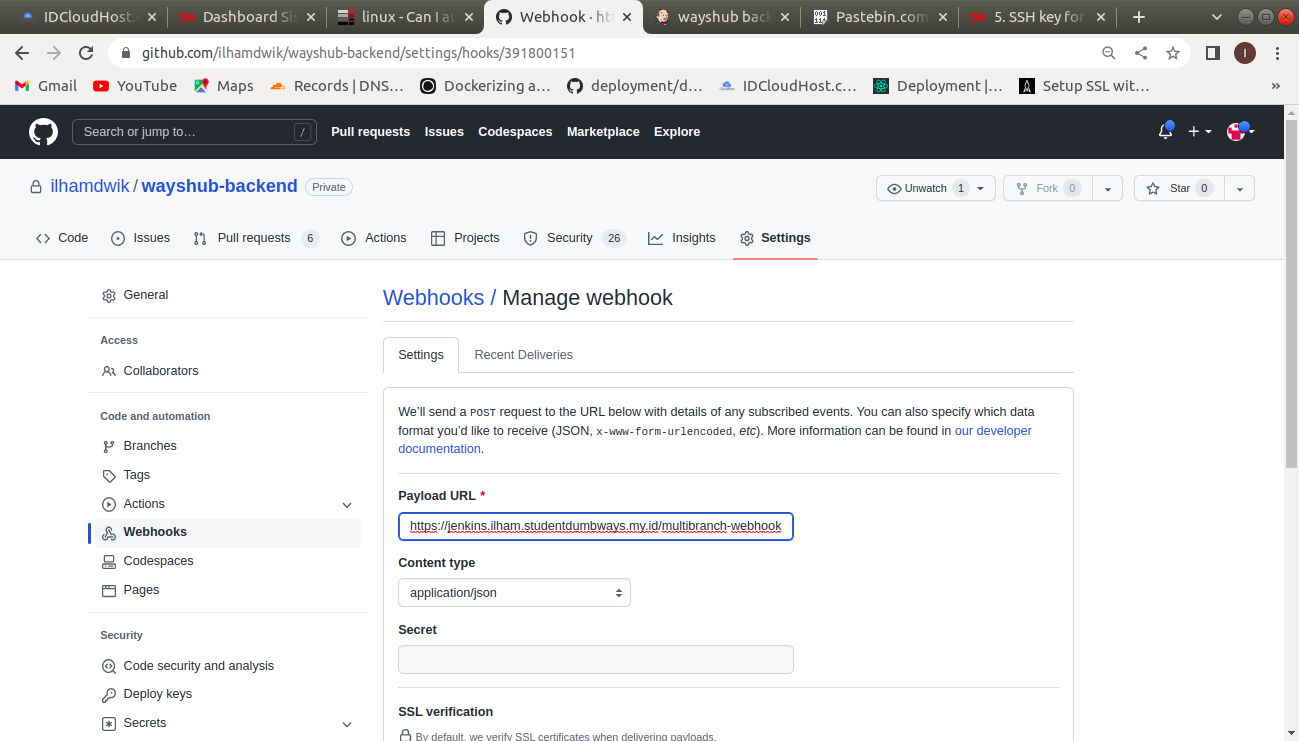 IDCloudHost.
Dashboard Sis
linux - Can I au
Webhook · ht
wayshub back
Pastebin.com
5. SSH key for
github.com/ilhamdwik/wayshub-backend/settings/hooks/391800151
I
Gmail
YouTube
Maps
Records | DNS...
Dockerizing a...
deployment/d...
IDCloudHost.c...
Deployment |...
Setup SSL wit...
»
Search or jump to...
/
Pull requests
Issues
Codespaces
Marketplace
Explore
ilhamdwik / wayshub-backend
Private
Unwatch 1
Fork 0
Star 0
Code
Issues
Pull requests 6
Actions
Projects
Security 26
Insights
Settings
General
Access
Collaborators
Code and automation
Branches
Tags
Actions
Webhooks
Codespaces
Pages
Security
Code security and analysis
Deploy keys
Secrets
Webhooks / Manage webhook
Settings
Recent Deliveries
We'll send a POST request to the URL below with details of any subscribed events. You can also specify which data
format you'd like to receive (JSON, x-www-form-urlencoded, etc). More information can be found in our developer
documentation.
Payload URL *
https://jenkins.ilham.studentdumbways.my.id/multibranch-webhook
Content type
application/json
Secret
SSL verification
By default, we verify SSL certificates when delivering payloads.